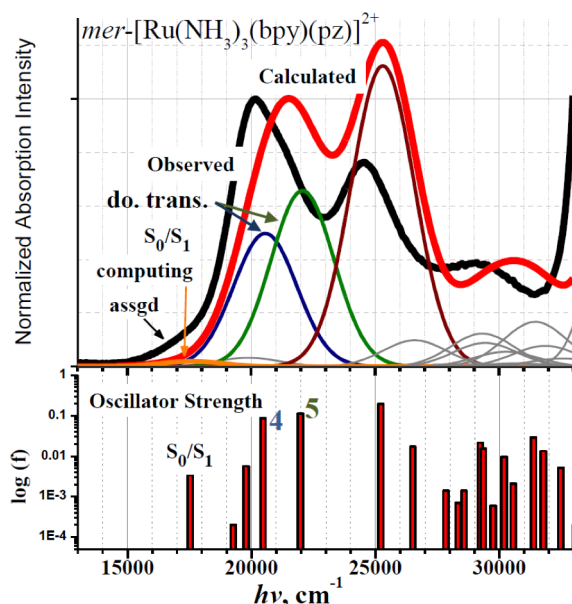 mer-[Ru(NH₃)₃(bpy)(pz)]²⁺
Calculated
Observed
do. trans.
S₀/S₁
computing
assgd
Normalized Absorption Intensity
1
Oscillator Strength
4
5
S₀/S₁
0.1
0.01
1E-3
1E-4
log (f)
15000 20000 25000 30000
hν, cm⁻¹